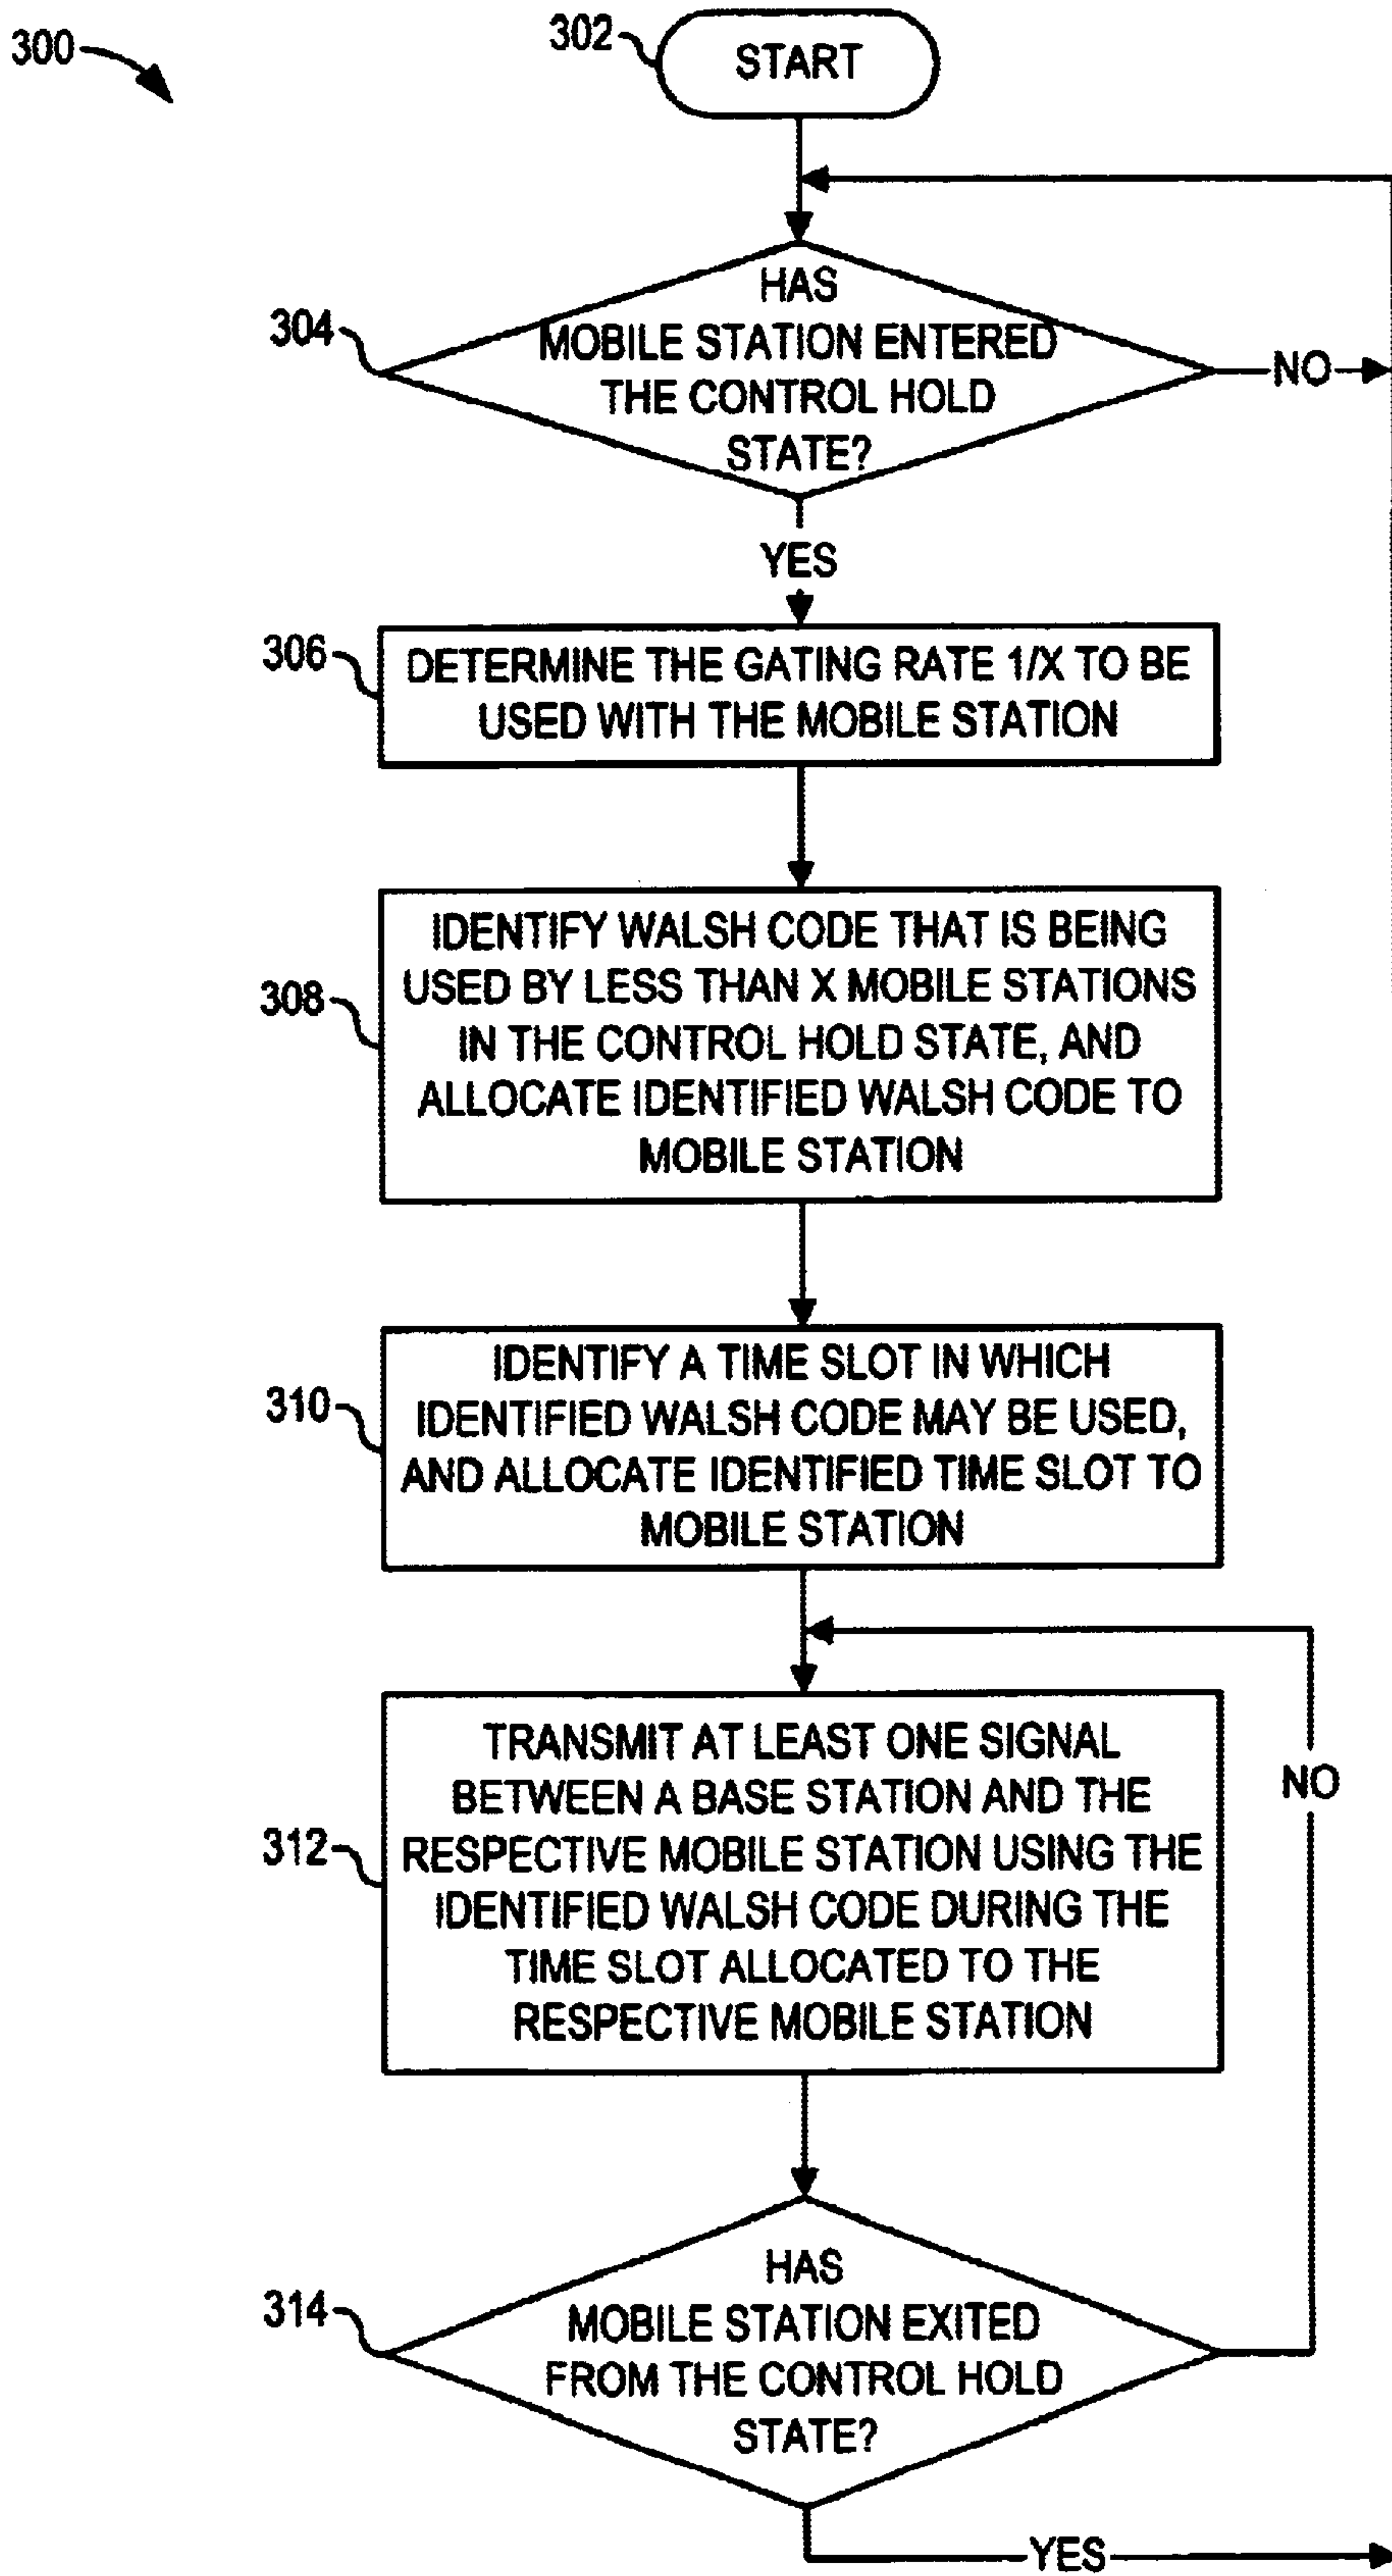 300
302
START
304
HAS
MOBILE STATION ENTERED
THE CONTROL HOLD
STATE?
NO
YES
306
DETERMINE THE GATING RATE 1/X TO BE
USED WITH THE MOBILE STATION
308
IDENTIFY WALSH CODE THAT IS BEING
USED BY LESS THAN X MOBILE STATIONS
IN THE CONTROL HOLD STATE, AND
ALLOCATE IDENTIFIED WALSH CODE TO
MOBILE STATION
310
IDENTIFY A TIME SLOT IN WHICH
IDENTIFIED WALSH CODE MAY BE USED,
AND ALLOCATE IDENTIFIED TIME SLOT TO
MOBILE STATION
312
TRANSMIT AT LEAST ONE SIGNAL
BETWEEN A BASE STATION AND THE
RESPECTIVE MOBILE STATION USING THE
IDENTIFIED WALSH CODE DURING THE
TIME SLOT ALLOCATED TO THE
RESPECTIVE MOBILE STATION
NO
314
HAS
MOBILE STATION EXITED
FROM THE CONTROL HOLD
STATE?
YES